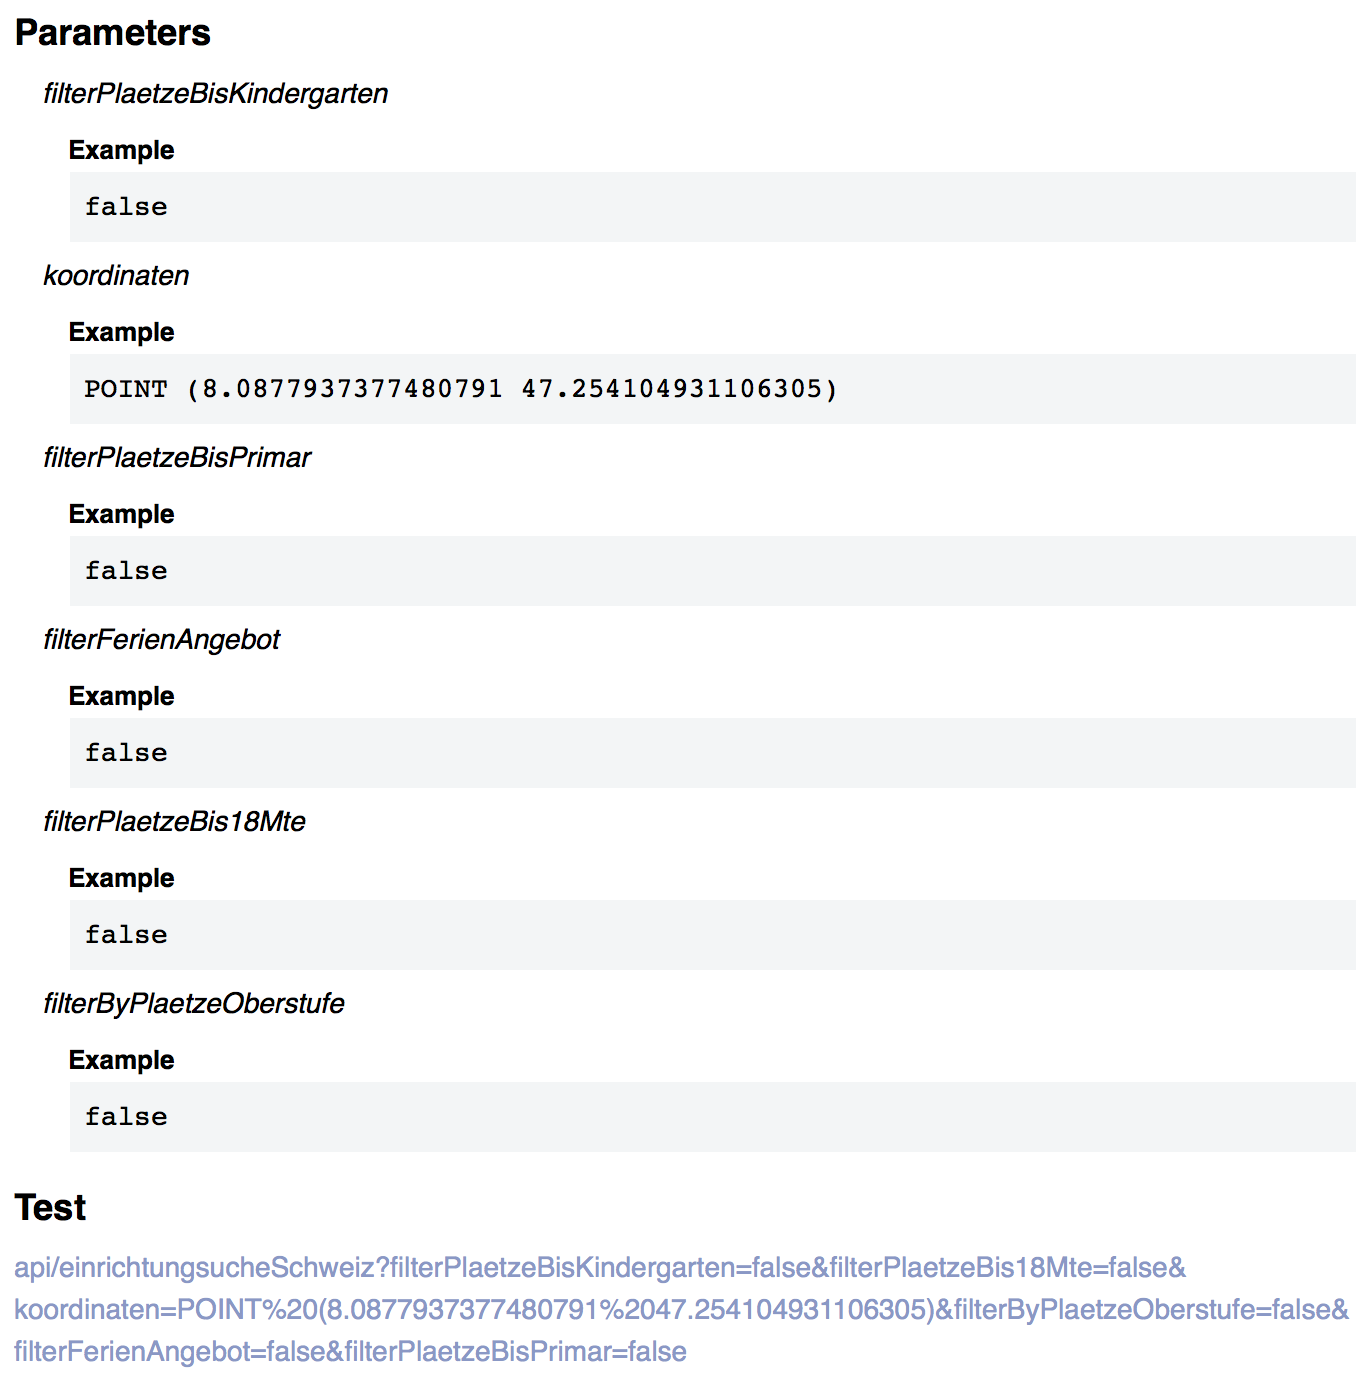 Parameters
filterPlaetzeBisKindergarten
Example
false
koordinaten
Example
POINT (8.0877937377480791 47.254104931106305)
filterPlaetzeBisPrimar
Example
false
filterFerienAngebot
Example
false
filterPlaetzeBis18Mte
Example
false
filterByPlaetzeOberstufe
Example
false
Test
api/einrichtungsucheSchweiz?filterPlaetzeBisKindergarten=false&filterPlaetzeBis18Mte=false&
koordinaten=POINT%20(8.0877937377480791%2047.254104931106305)&filterByPlaetzeOberstufe=false&
filterFerienAngebot=false&filterPlaetzeBisPrimar=false